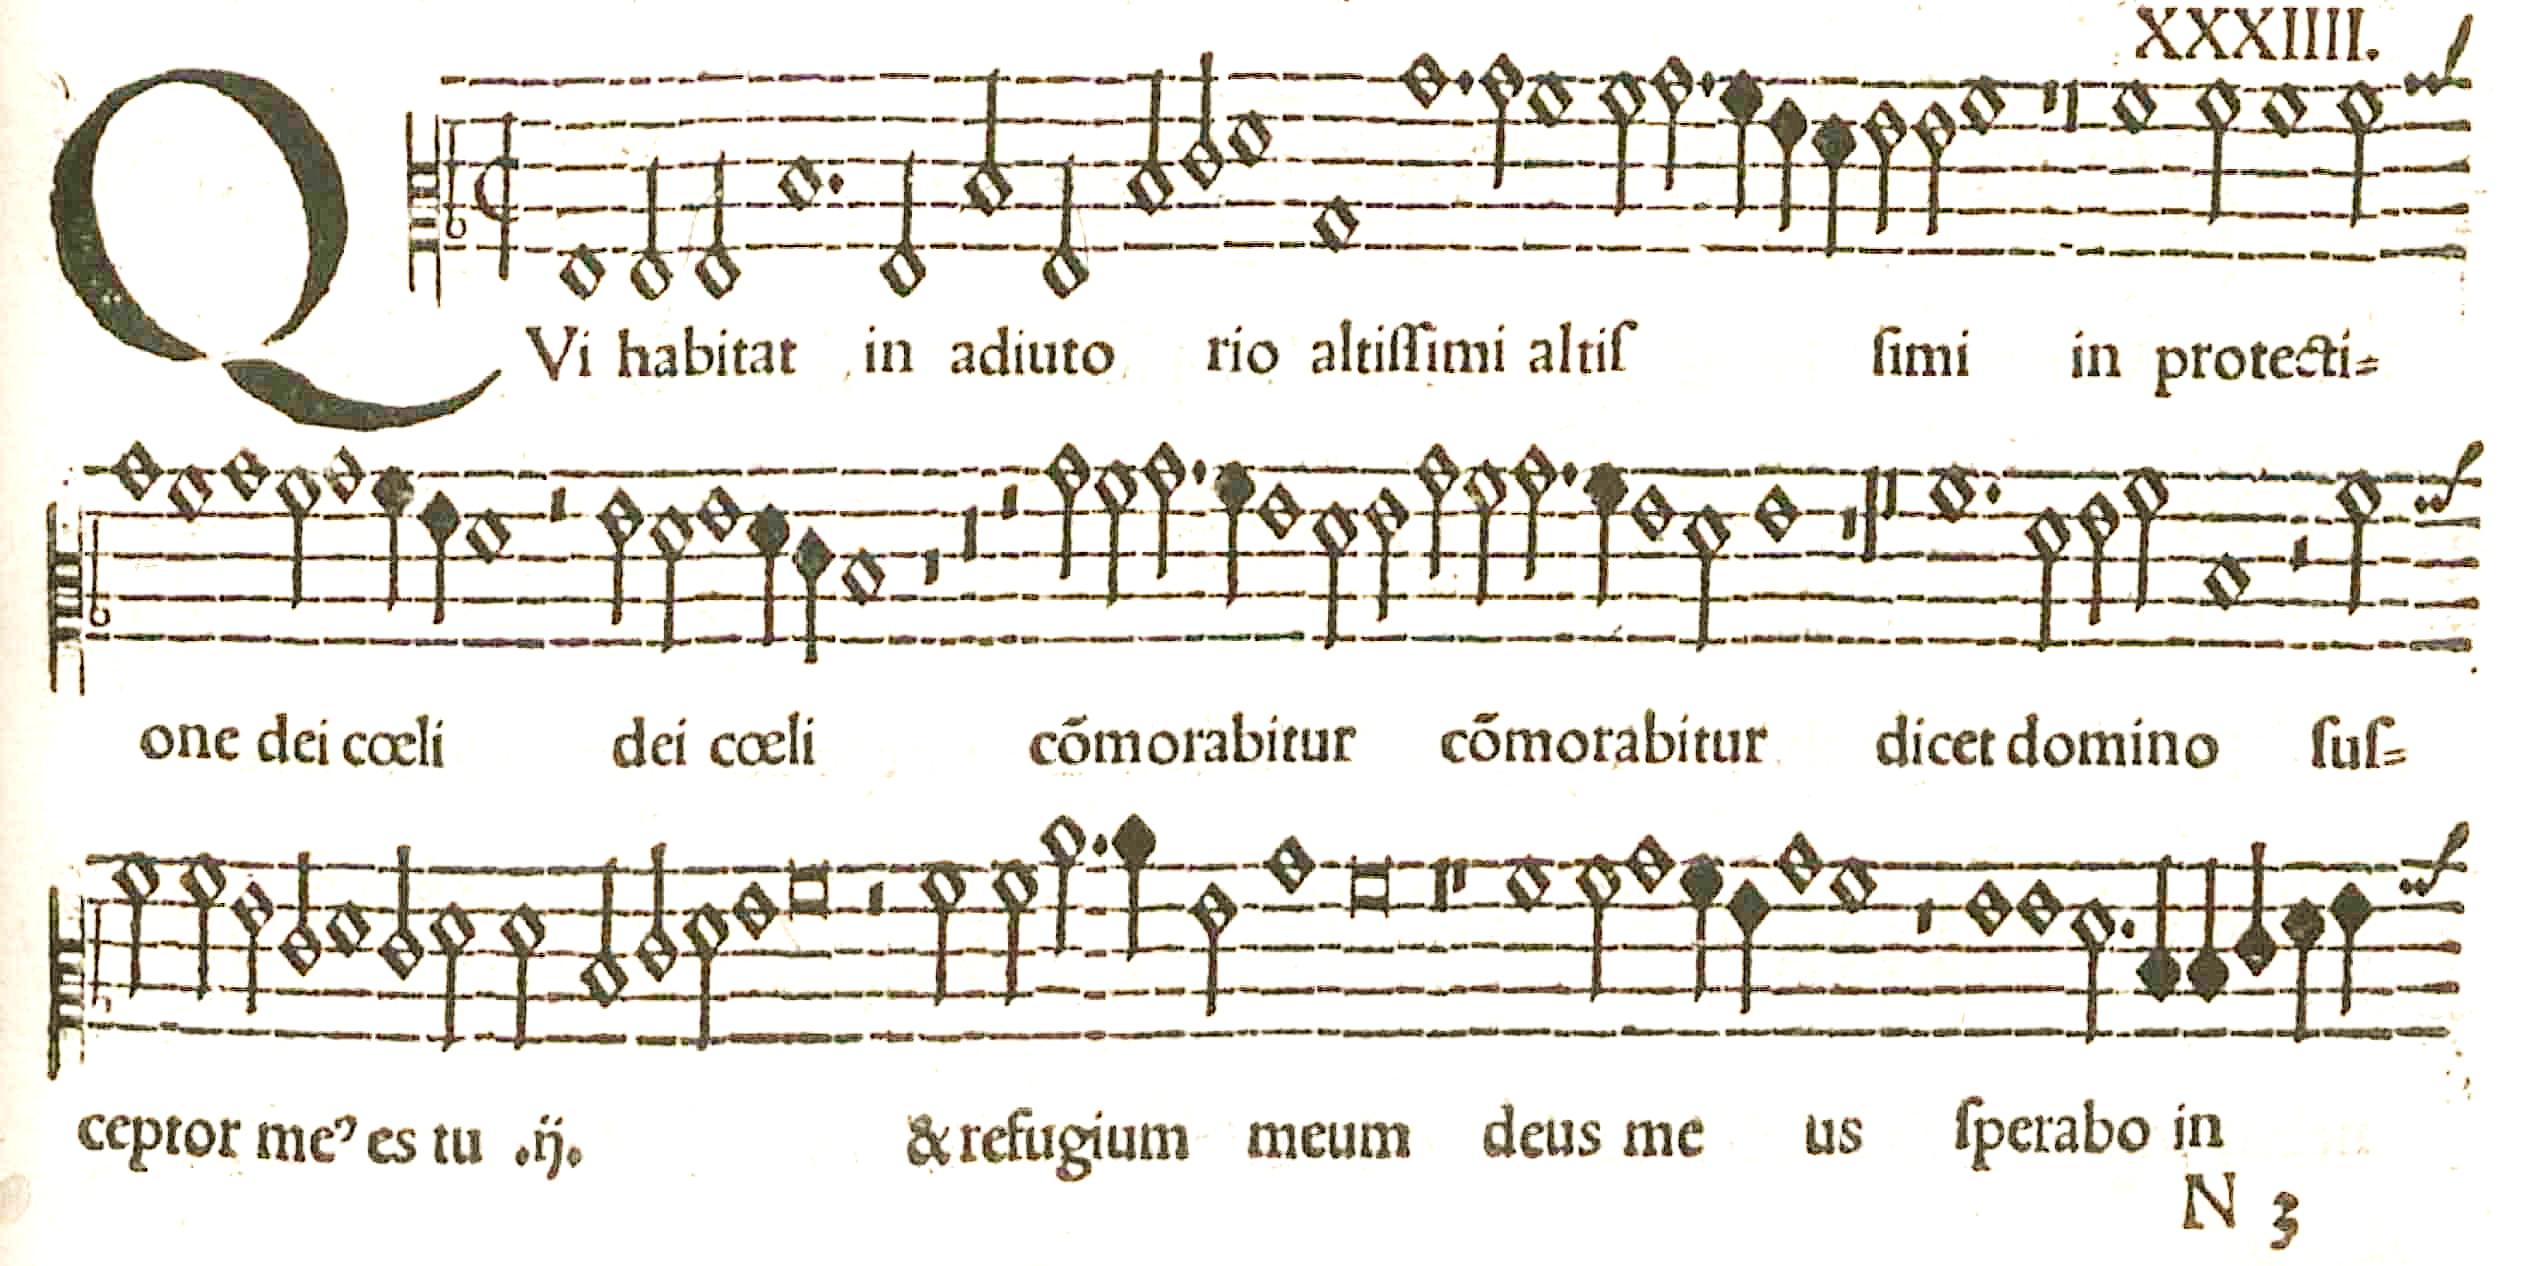 XXXIIII.
QVi habitat in adiuto rio altiſſimi altiſ ſimi in protecti=
one dei cœli dei cœli cõmorabitur cõmorabitur dicet domino ſuſ=
ceptor meꝰ es tu .ij. & refugium meum deus me us ſperabo in
N 3